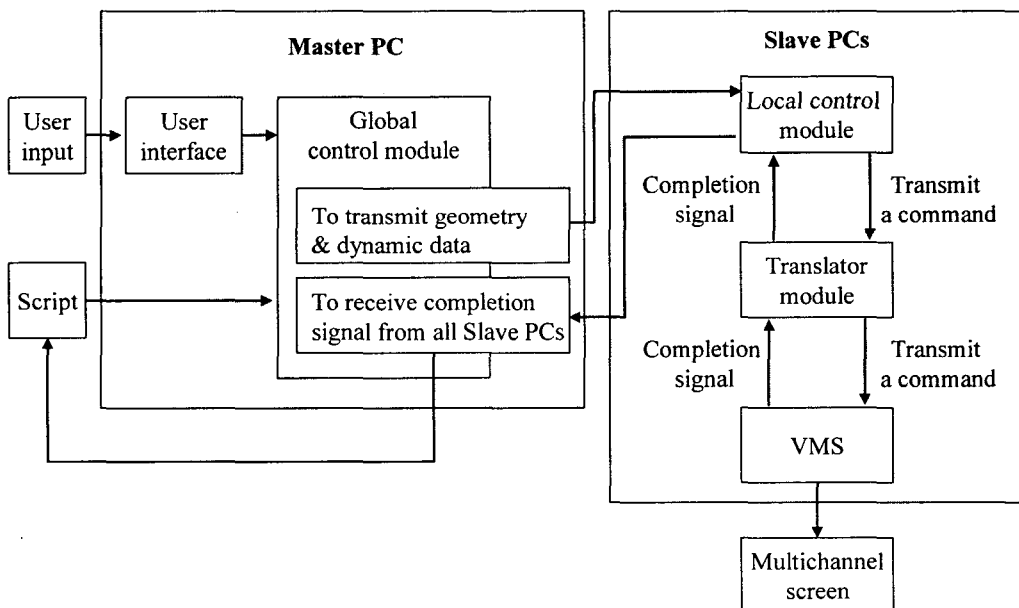 Master PC
Slave PCs
User
input
User
interface
Global
control module
To transmit geometry
& dynamic data
Script
To receive completion
signal from all Slave PCs
Local control
module
Completion
signal
Transmit
a command
Translator
module
Completion
signal
Transmit
a command
VMS
Multichannel
screen